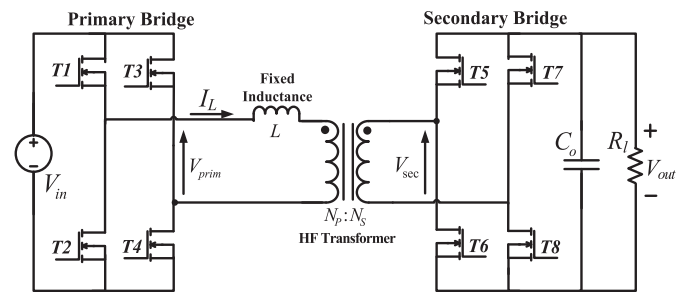 Primary Bridge
Secondary Bridge
T1
T3
T5
T7
Fixed
Inductance
I_L
L
+
−
V_in
V_prim
V_sec
C_o
R_l
+
V_out
−
N_P:N_S
HF Transformer
T2
T4
T6
T8